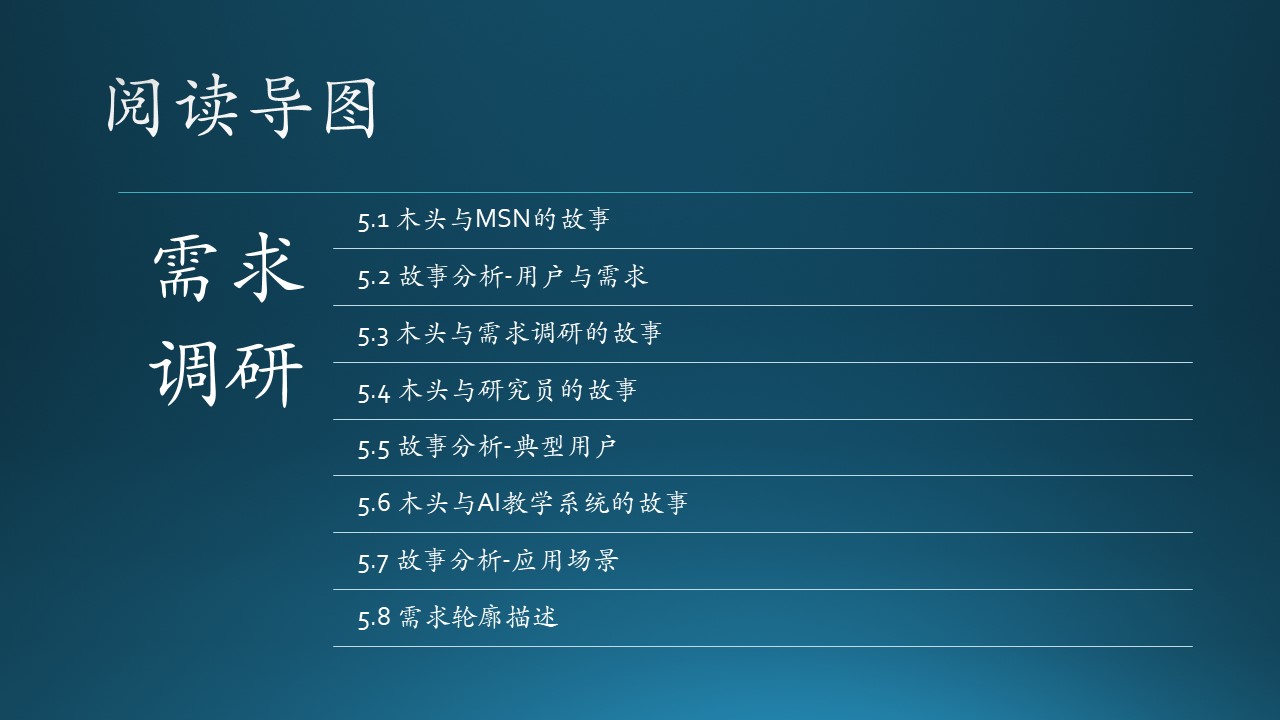 阅读导图
需求
调研
5.1 木头与MSN的故事
5.2 故事分析-用户与需求
5.3 木头与需求调研的故事
5.4 木头与研究员的故事
5.5 故事分析-典型用户
5.6 木头与AI教学系统的故事
5.7 故事分析-应用场景
5.8 需求轮廓描述